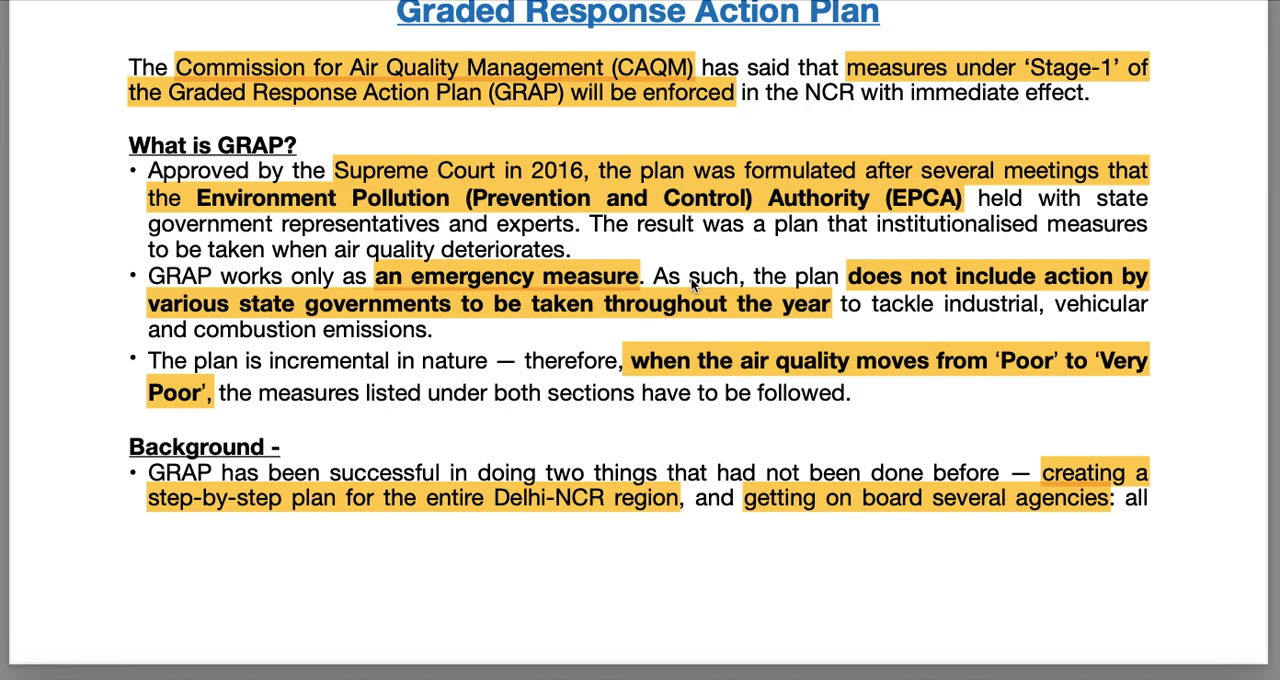 Graded Response Action Plan
The Commission for Air Quality Management (CAQM) has said that measures under ‘Stage-1’ of
the Graded Response Action Plan (GRAP) will be enforced in the NCR with immediate effect.
What is GRAP?
• Approved by the Supreme Court in 2016, the plan was formulated after several meetings that
the Environment Pollution (Prevention and Control) Authority (EPCA) held with state
government representatives and experts. The result was a plan that institutionalised measures
to be taken when air quality deteriorates.
• GRAP works only as an emergency measure. As such, the plan does not include action by
various state governments to be taken throughout the year to tackle industrial, vehicular
and combustion emissions.
• The plan is incremental in nature — therefore, when the air quality moves from ‘Poor’ to ‘Very
Poor’, the measures listed under both sections have to be followed.
Background -
• GRAP has been successful in doing two things that had not been done before — creating a
step-by-step plan for the entire Delhi-NCR region, and getting on board several agencies: all